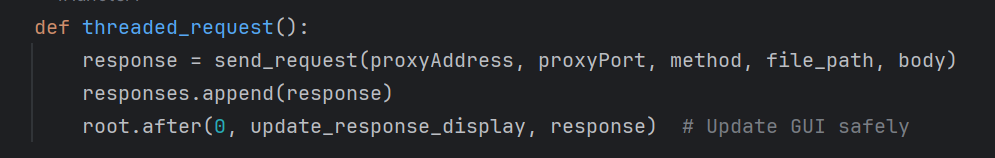 def threaded_request():
    response = send_request(proxyAddress, proxyPort, method, file_path, body)
    responses.append(response)
    root.after(0, update_response_display, response)  # Update GUI safely